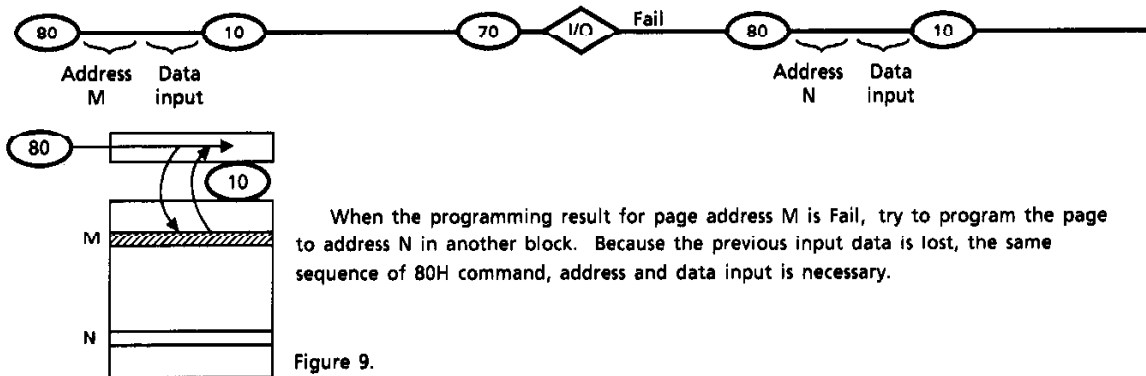 80 10 70 I/O Fail 80 10
Address M Data input Address N Data input
80
10
M
N
When the programming result for page address M is Fail, try to program the page
to address N in another block. Because the previous input data is lost, the same
sequence of 80H command, address and data input is necessary.
Figure 9.